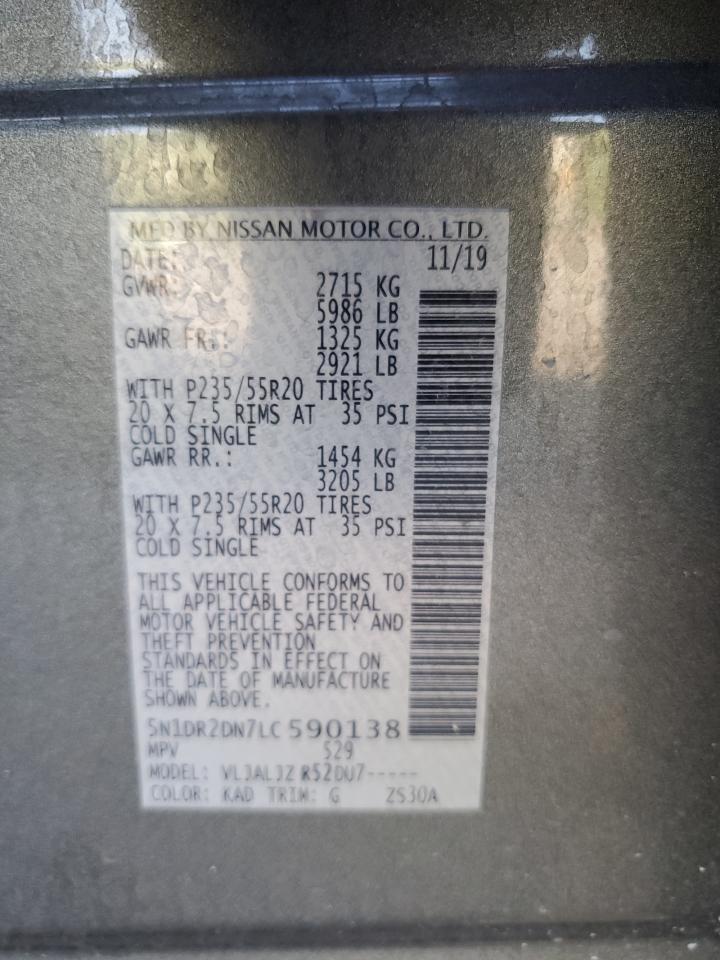 MFD BY NISSAN MOTOR CO., LTD.
DATE: 11/19
GVWR: 2715 KG
5986 LB
GAWR FR.: 1325 KG
2921 LB
WITH P235/55R20 TIRES
20 X 7.5 RIMS AT 35 PSI
COLD SINGLE
GAWR RR.: 1454 KG
3205 LB
WITH P235/55R20 TIRES
20 X 7.5 RIMS AT 35 PSI
COLD SINGLE
THIS VEHICLE CONFORMS TO
ALL APPLICABLE FEDERAL
MOTOR VEHICLE SAFETY AND
THEFT PREVENTION
STANDARDS IN EFFECT ON
THE DATE OF MANUFACTURE
SHOWN ABOVE.
5N1DR2DN7LC590138
MPV 529
MODEL: VLJALJZ R52DU7-----
COLOR: KAD TRIM: G ZS30A